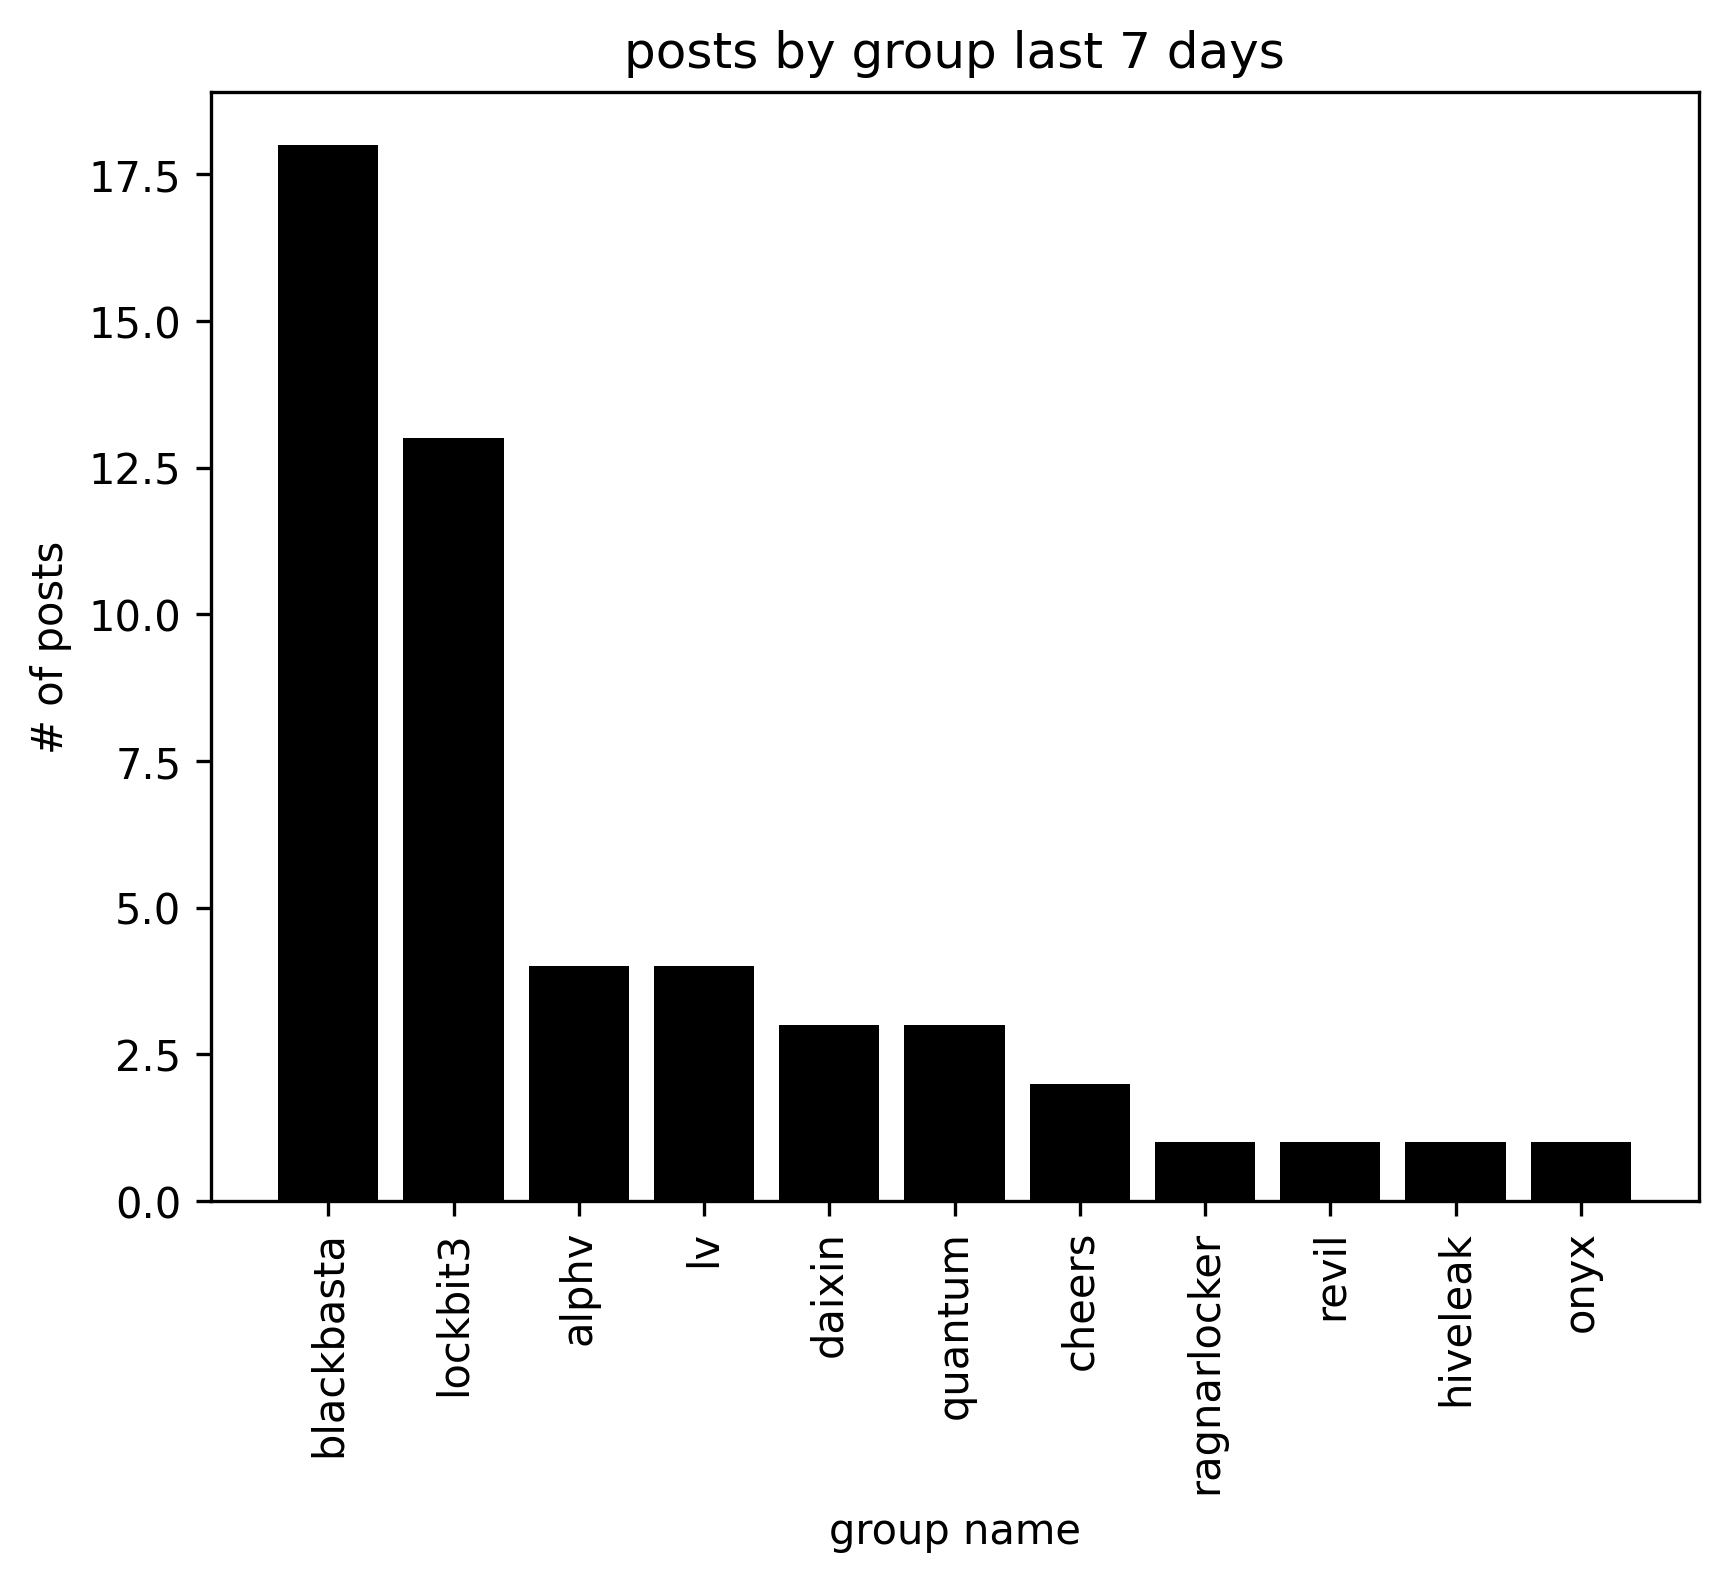 posts by group last 7 days
# of posts
17.5
15.0
12.5
10.0
7.5
5.0
2.5
0.0
blackbasta
lockbit3
alphv
lv
daixin
quantum
cheers
ragnarlocker
revil
hiveleak
onyx
group name